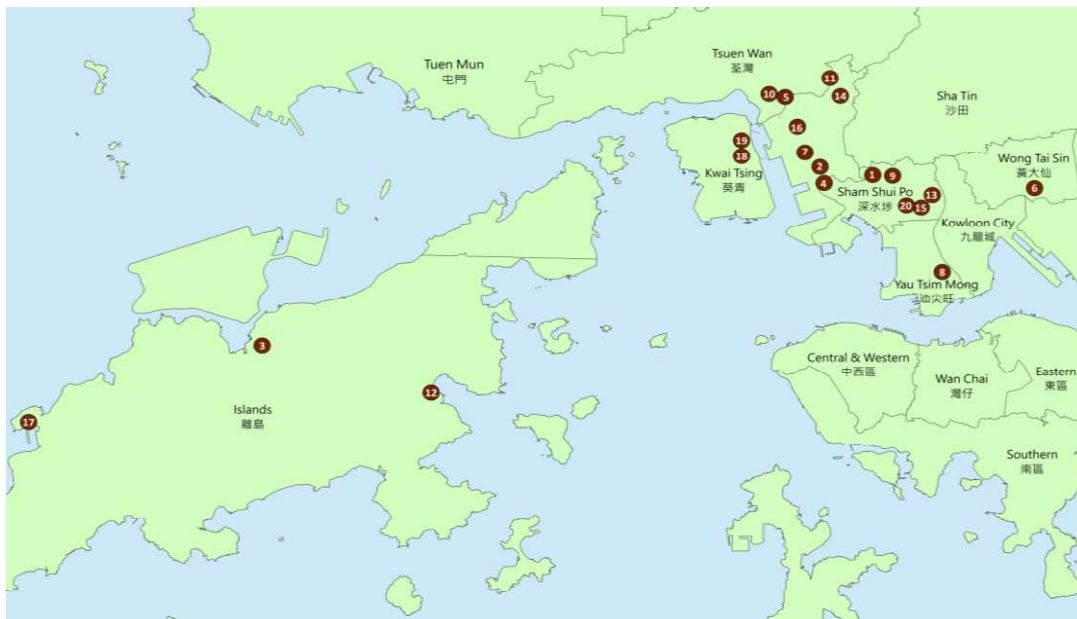 Tsuen Wan
荃灣
Tuen Mun
屯門
11
10
5
14
Sha Tin
沙田
16
19
18
7
Wong Tai Sin
黃大仙
Kwai Tsing
葵青
2
4
1
9
6
Sham Shui Po
深水埗
13
20
15
Kowloon City
九龍城
8
Yau Tsim Mong
油尖旺
3
Central & Western
中西區
Wan Chai
灣仔
Eastern
東區
12
Islands
離島
17
Southern
南區